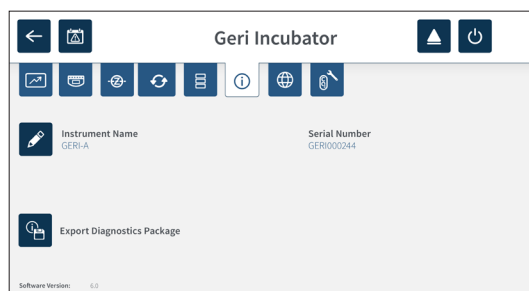 Geri Incubator
Instrument Name
GERI-A
Serial Number
GERI000244
Export Diagnostics Package
Software Version: 6.0